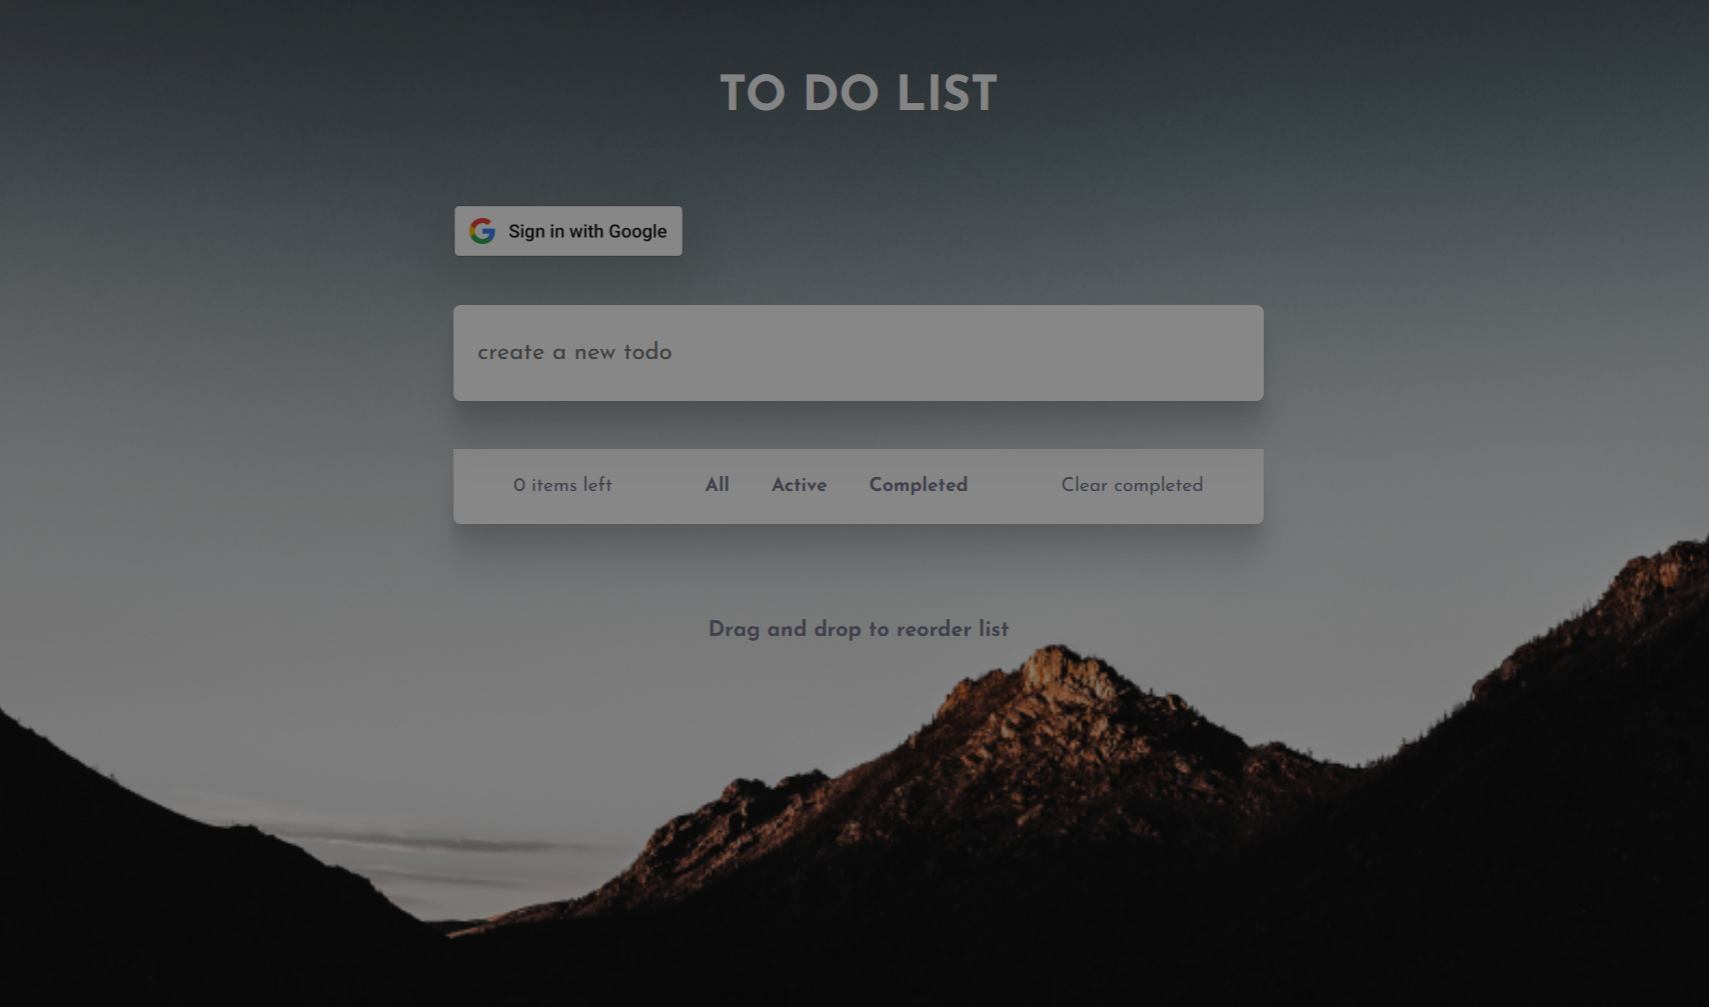 TO DO LIST
Sign in with Google
create a new todo
0 items left All Active Completed Clear completed
Drag and drop to reorder list